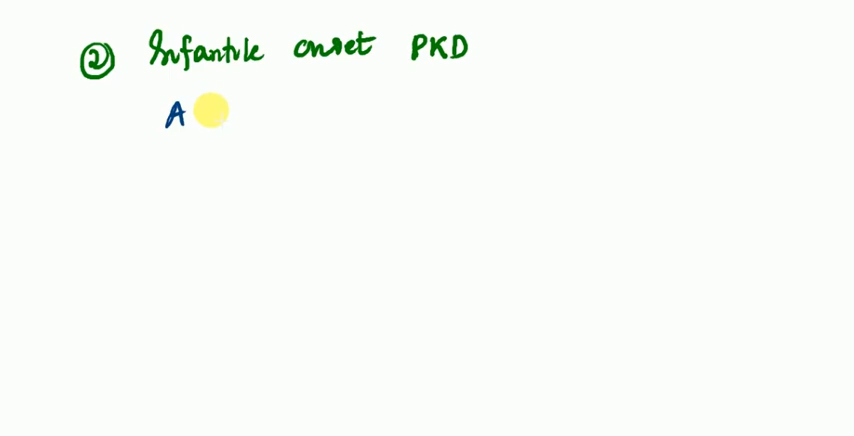 ② Infantile onset PKD
A